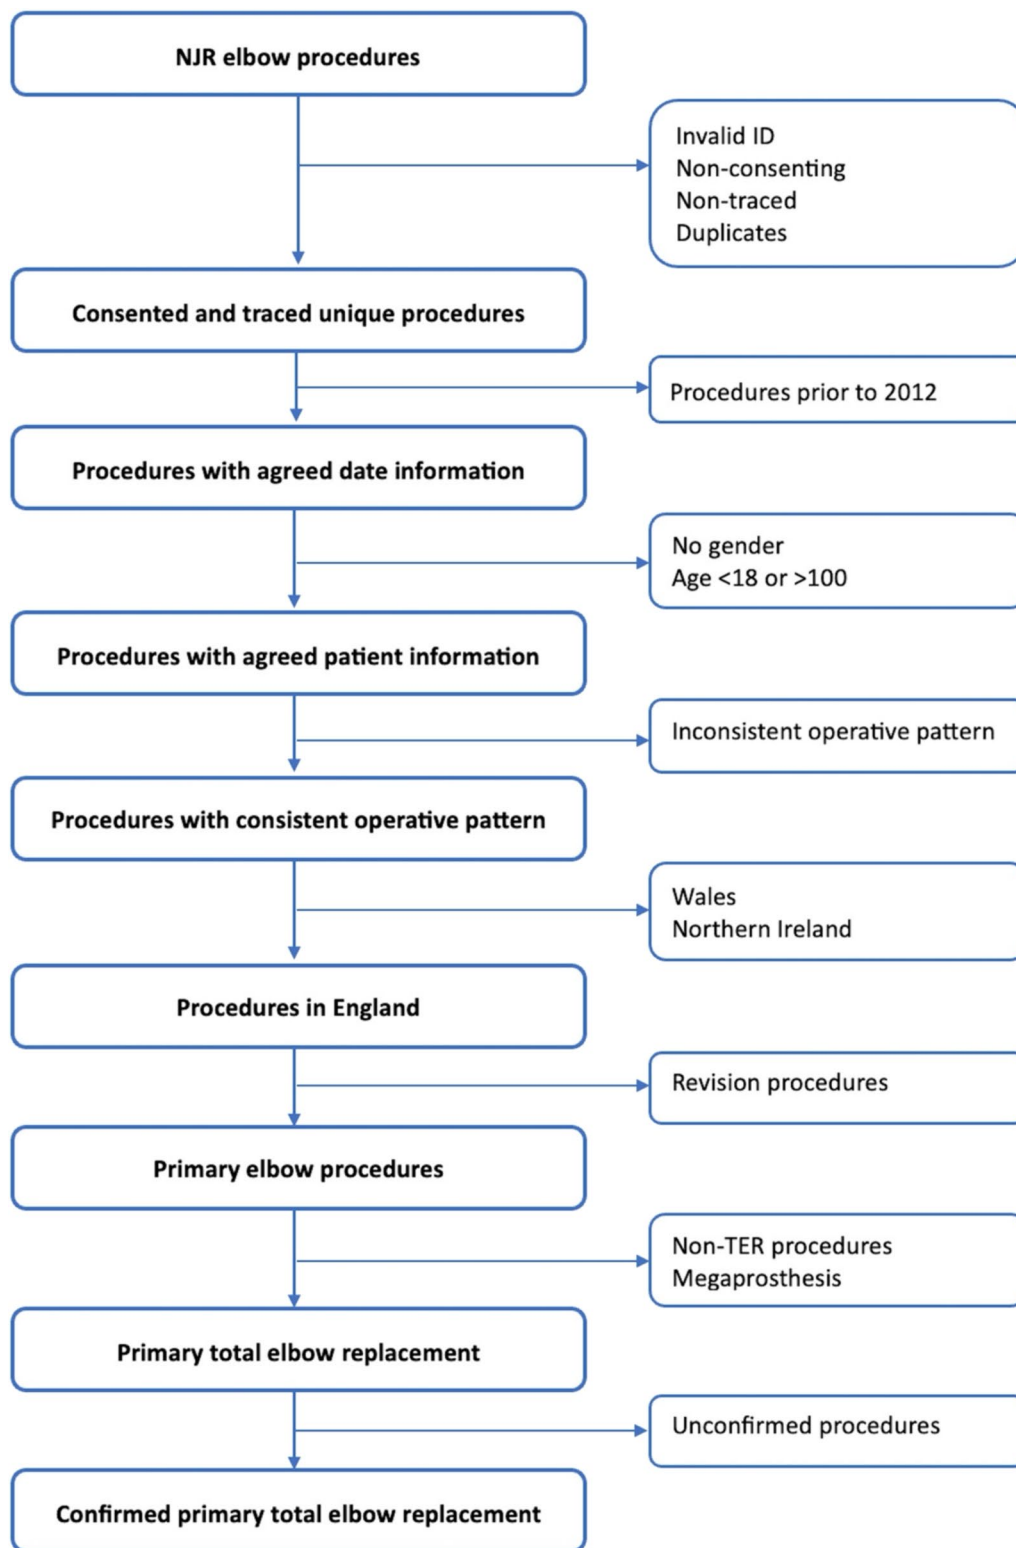 NJR elbow procedures
Invalid ID
Non-consenting
Non-traced
Duplicates
Consented and traced unique procedures
Procedures prior to 2012
Procedures with agreed date information
No gender
Age <18 or >100
Procedures with agreed patient information
Inconsistent operative pattern
Procedures with consistent operative pattern
Wales
Northern Ireland
Procedures in England
Revision procedures
Primary elbow procedures
Non-TER procedures
Megaprosthesis
Primary total elbow replacement
Unconfirmed procedures
Confirmed primary total elbow replacement